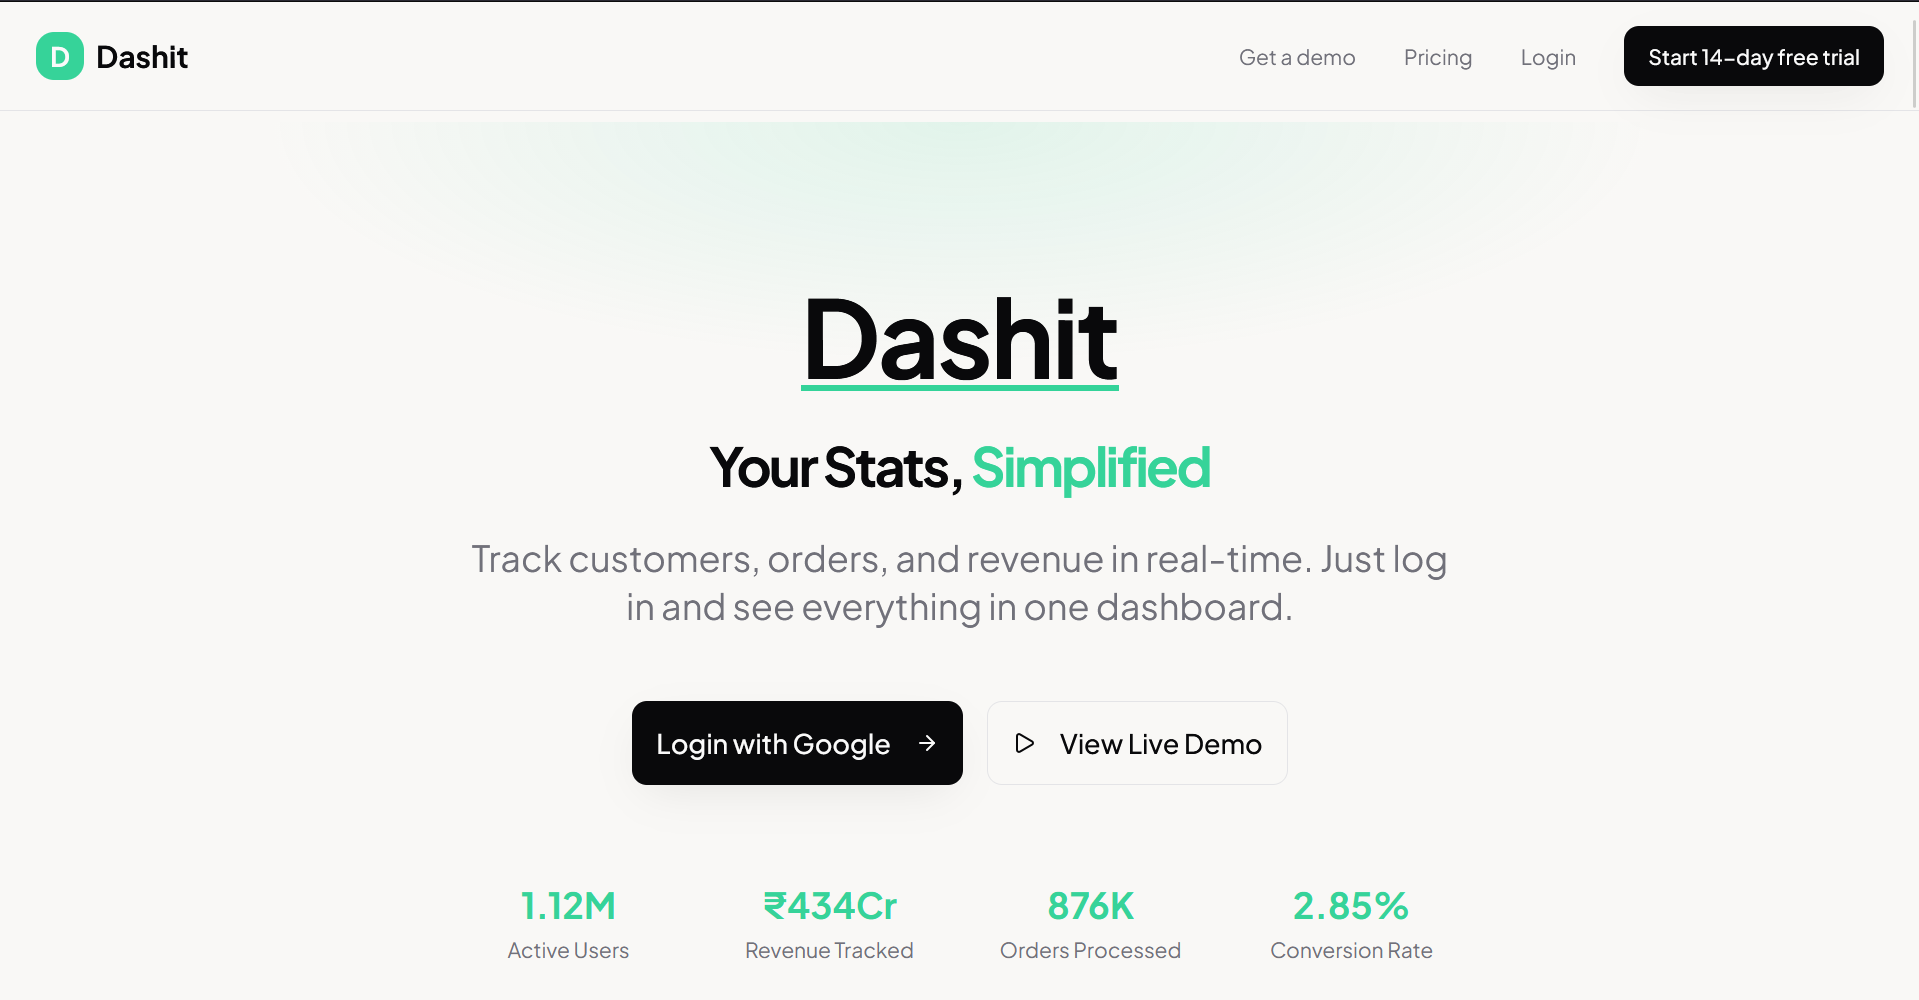 D Dashit
Get a demo
Pricing
Login
Start 14-day free trial
Dashit
Your Stats, Simplified
Track customers, orders, and revenue in real-time. Just log
in and see everything in one dashboard.
Login with Google →
View Live Demo
1.12M
Active Users
₹434Cr
Revenue Tracked
876K
Orders Processed
2.85%
Conversion Rate